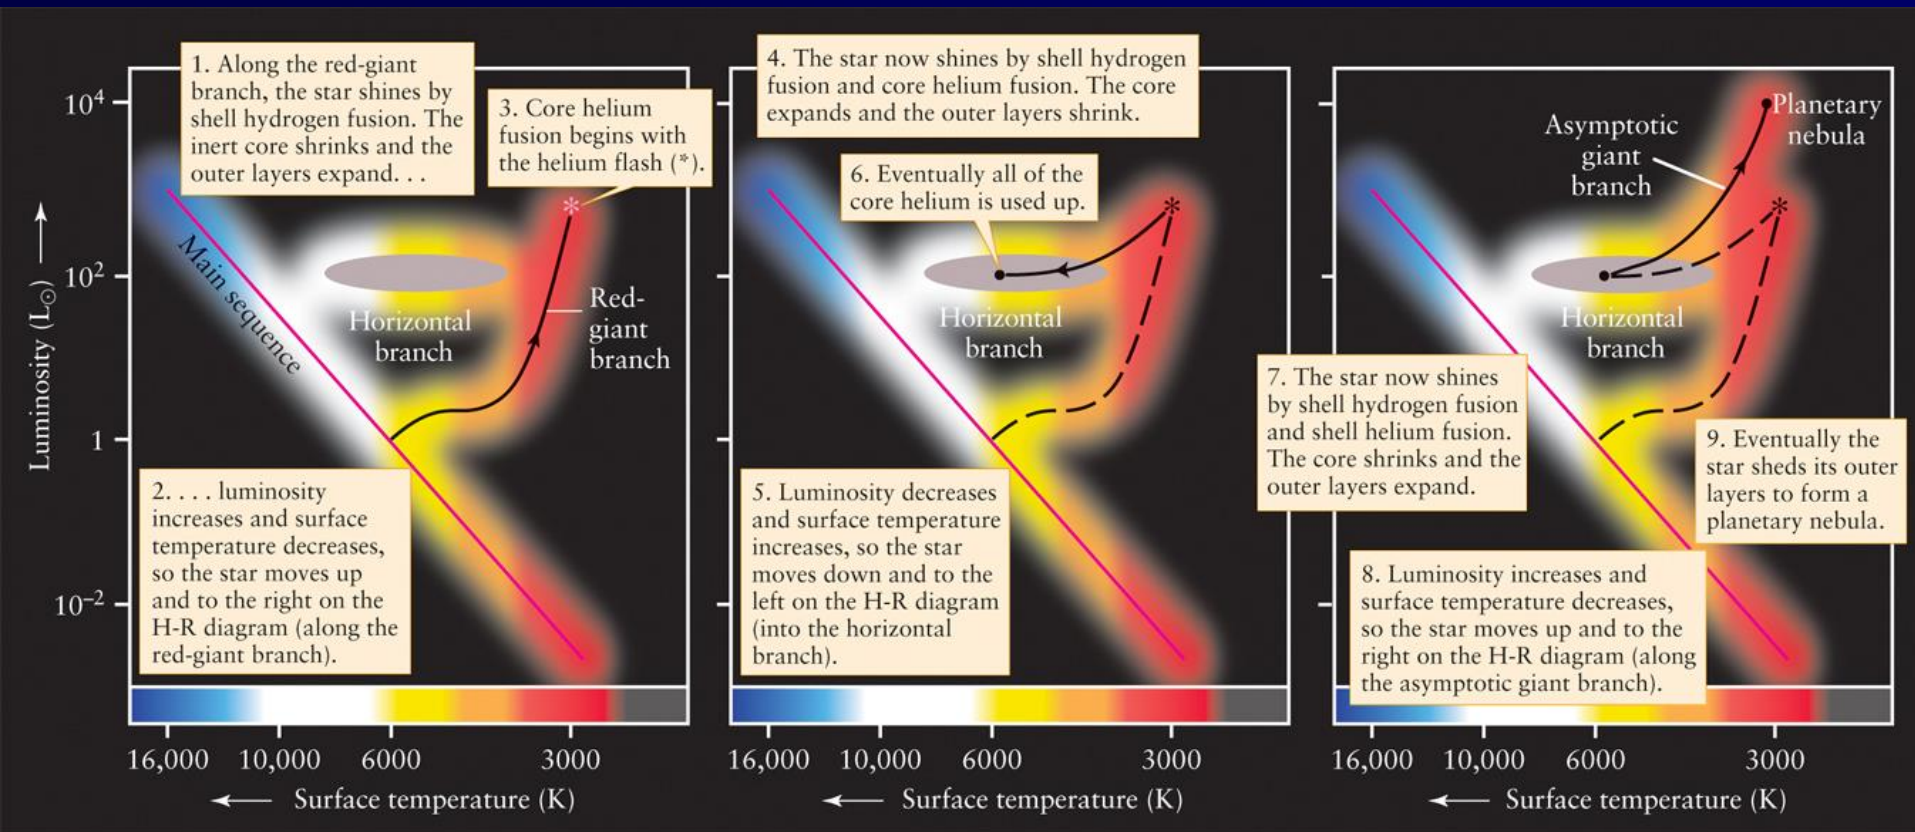 1. Along the red-giant
branch, the star shines by
shell hydrogen fusion. The
inert core shrinks and the
outer layers expand. . .
3. Core helium
fusion begins with
the helium flash (*).
*
Main sequence
Horizontal
branch
Red-
giant
branch
2. . . . luminosity
increases and surface
temperature decreases,
so the star moves up
and to the right on the
H-R diagram (along the
red-giant branch).
Luminosity (L☉)
10⁴
10²
1
10⁻²
16,000 10,000 6000 3000
Surface temperature (K)
4. The star now shines by shell hydrogen
fusion and core helium fusion. The core
expands and the outer layers shrink.
6. Eventually all of the
core helium is used up.
*
Horizontal
branch
5. Luminosity decreases
and surface temperature
increases, so the star
moves down and to the
left on the H-R diagram
(into the horizontal
branch).
16,000 10,000 6000 3000
Surface temperature (K)
Planetary
nebula
Asymptotic
giant
branch
*
Horizontal
branch
7. The star now shines
by shell hydrogen fusion
and shell helium fusion.
The core shrinks and the
outer layers expand.
9. Eventually the
star sheds its outer
layers to form a
planetary nebula.
8. Luminosity increases and
surface temperature decreases,
so the star moves up and to the
right on the H-R diagram (along
the asymptotic giant branch).
16,000 10,000 6000 3000
Surface temperature (K)